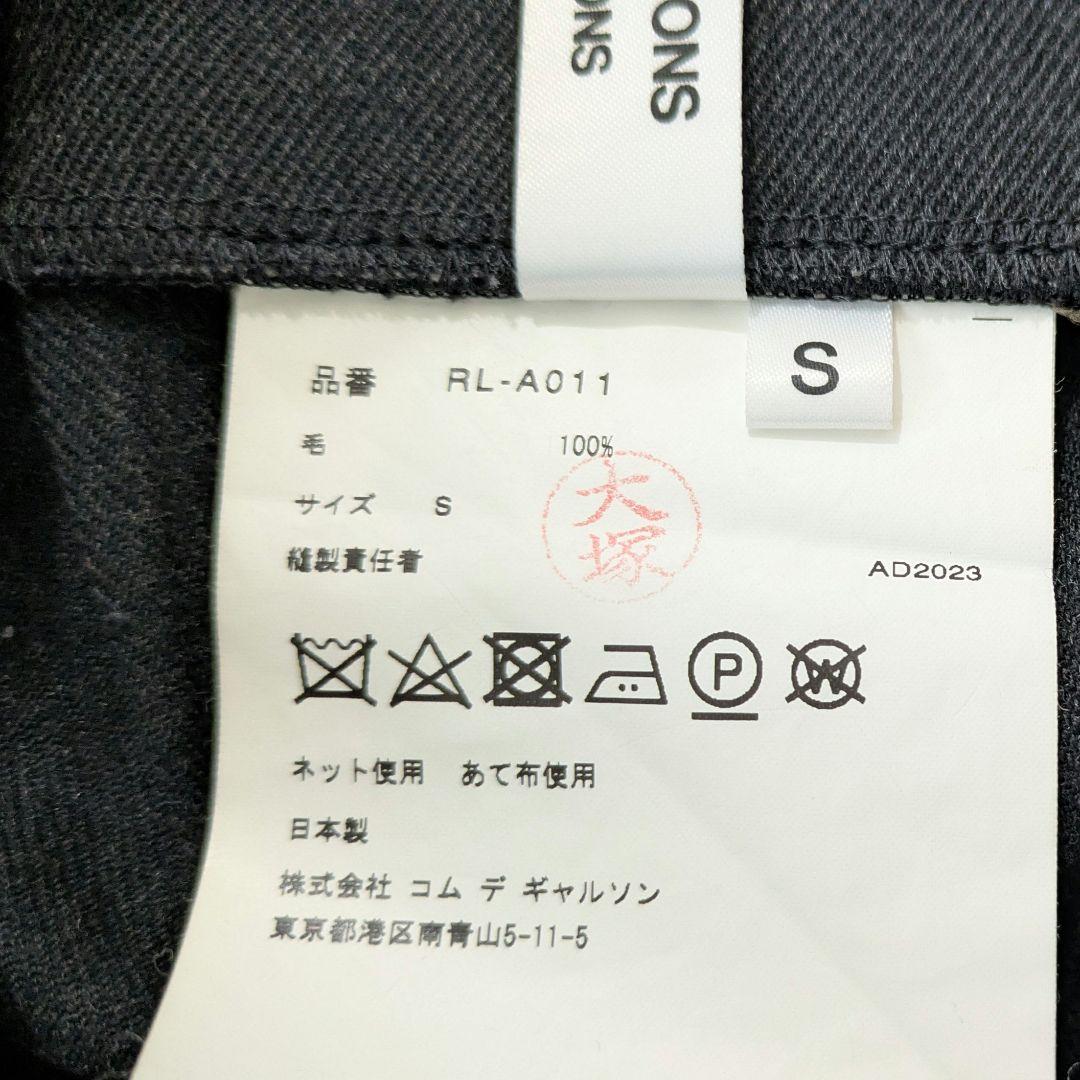 ONS
ONS
S
品番 RL-A011
毛 100%
サイズ S
縫製責任者
大塚
AD2023
P
W
ネット使用 あて布使用
日本製
株式会社 コム デ ギャルソン
東京都港区南青山5-11-5